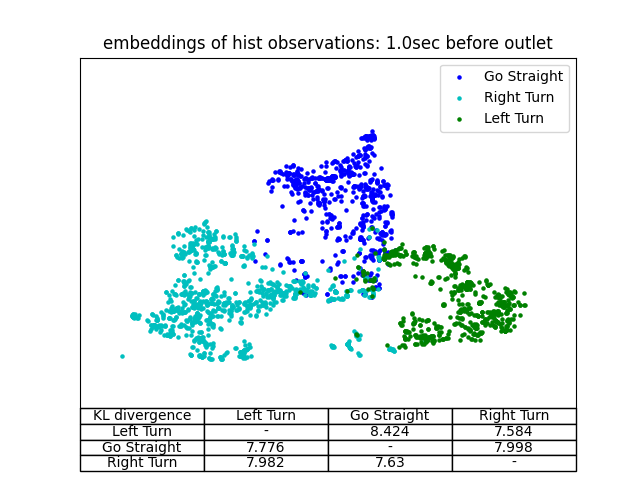 embeddings of hist observations: 1.0sec before outlet
Go Straight
Right Turn
Left Turn
KL divergence Left Turn Go Straight Right Turn
Left Turn - 8.424 7.584
Go Straight 7.776 - 7.998
Right Turn 7.982 7.63 -